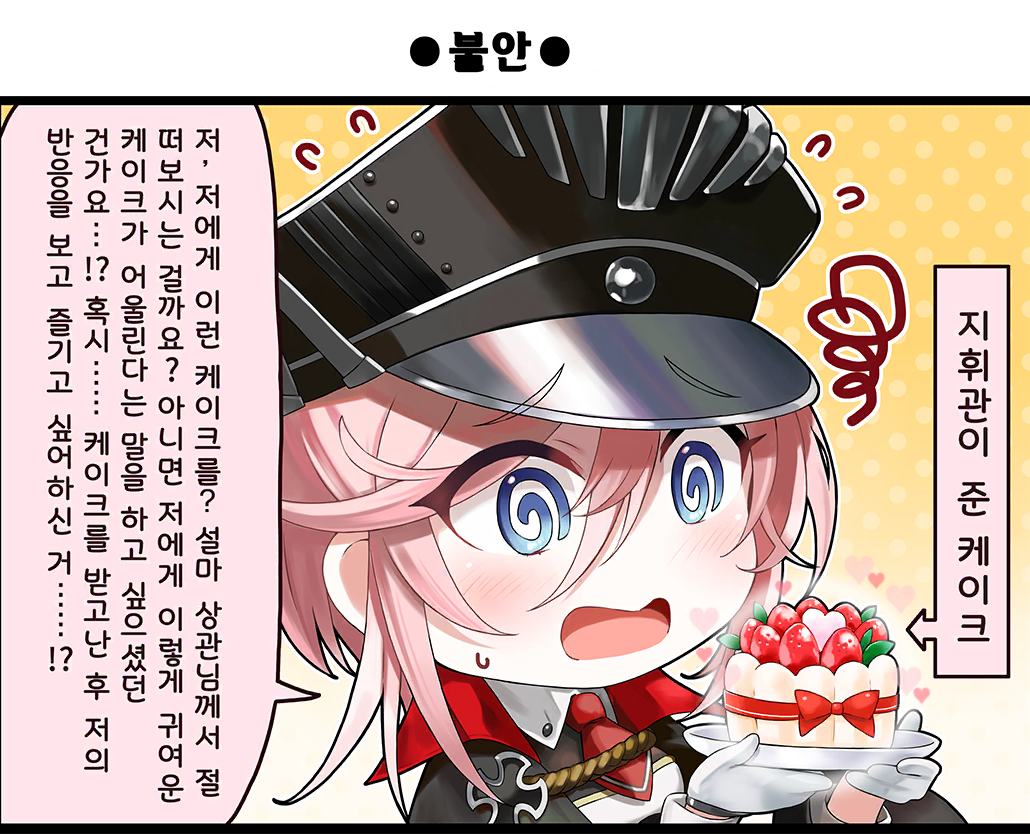 ●불안●
저, 저에게 이런 케이크를? 설마 상관님께서 절
떠보시는 걸까요? 아니면 저에게 이렇게 귀여운
케이크가 어울린다는 말을 하고 싶으셨던
건가요……!? 혹시…… 케이크를 받고난 후 저의
반응을 보고 즐기고 싶어하신 거……!?
지휘관이 준 케이크